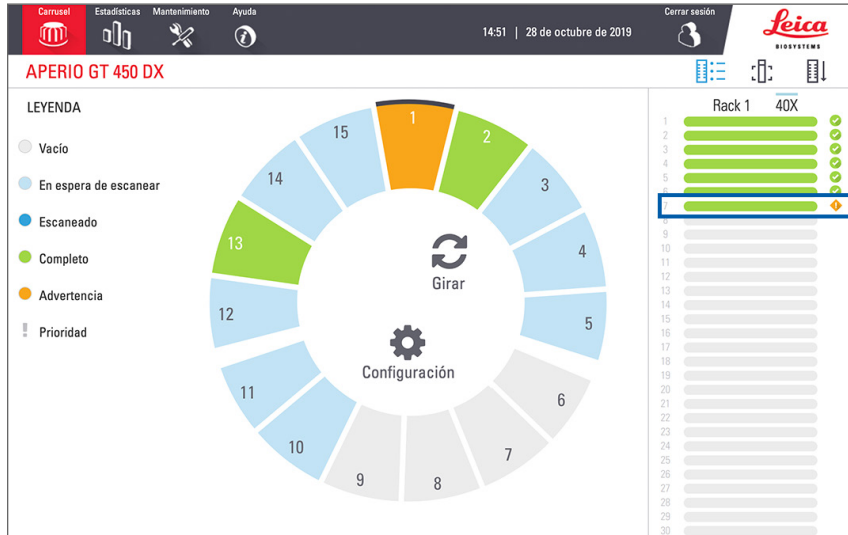 Carrusel
Estadísticas
Mantenimiento
Ayuda
14:51 | 28 de octubre de 2019
Cerrar sesión
Leica
BIOSYSTEMS
APERIO GT 450 DX
LEYENDA
Vacío
En espera de escanear
Escaneado
Completo
Advertencia
! Prioridad
1
2
3
4
5
6
7
8
9
10
11
12
13
14
15
Girar
Configuración
Rack 1 40X
1
2
3
4
5
6
7
8
9
10
11
12
13
14
15
16
17
18
19
20
21
22
23
24
25
26
27
28
29
30